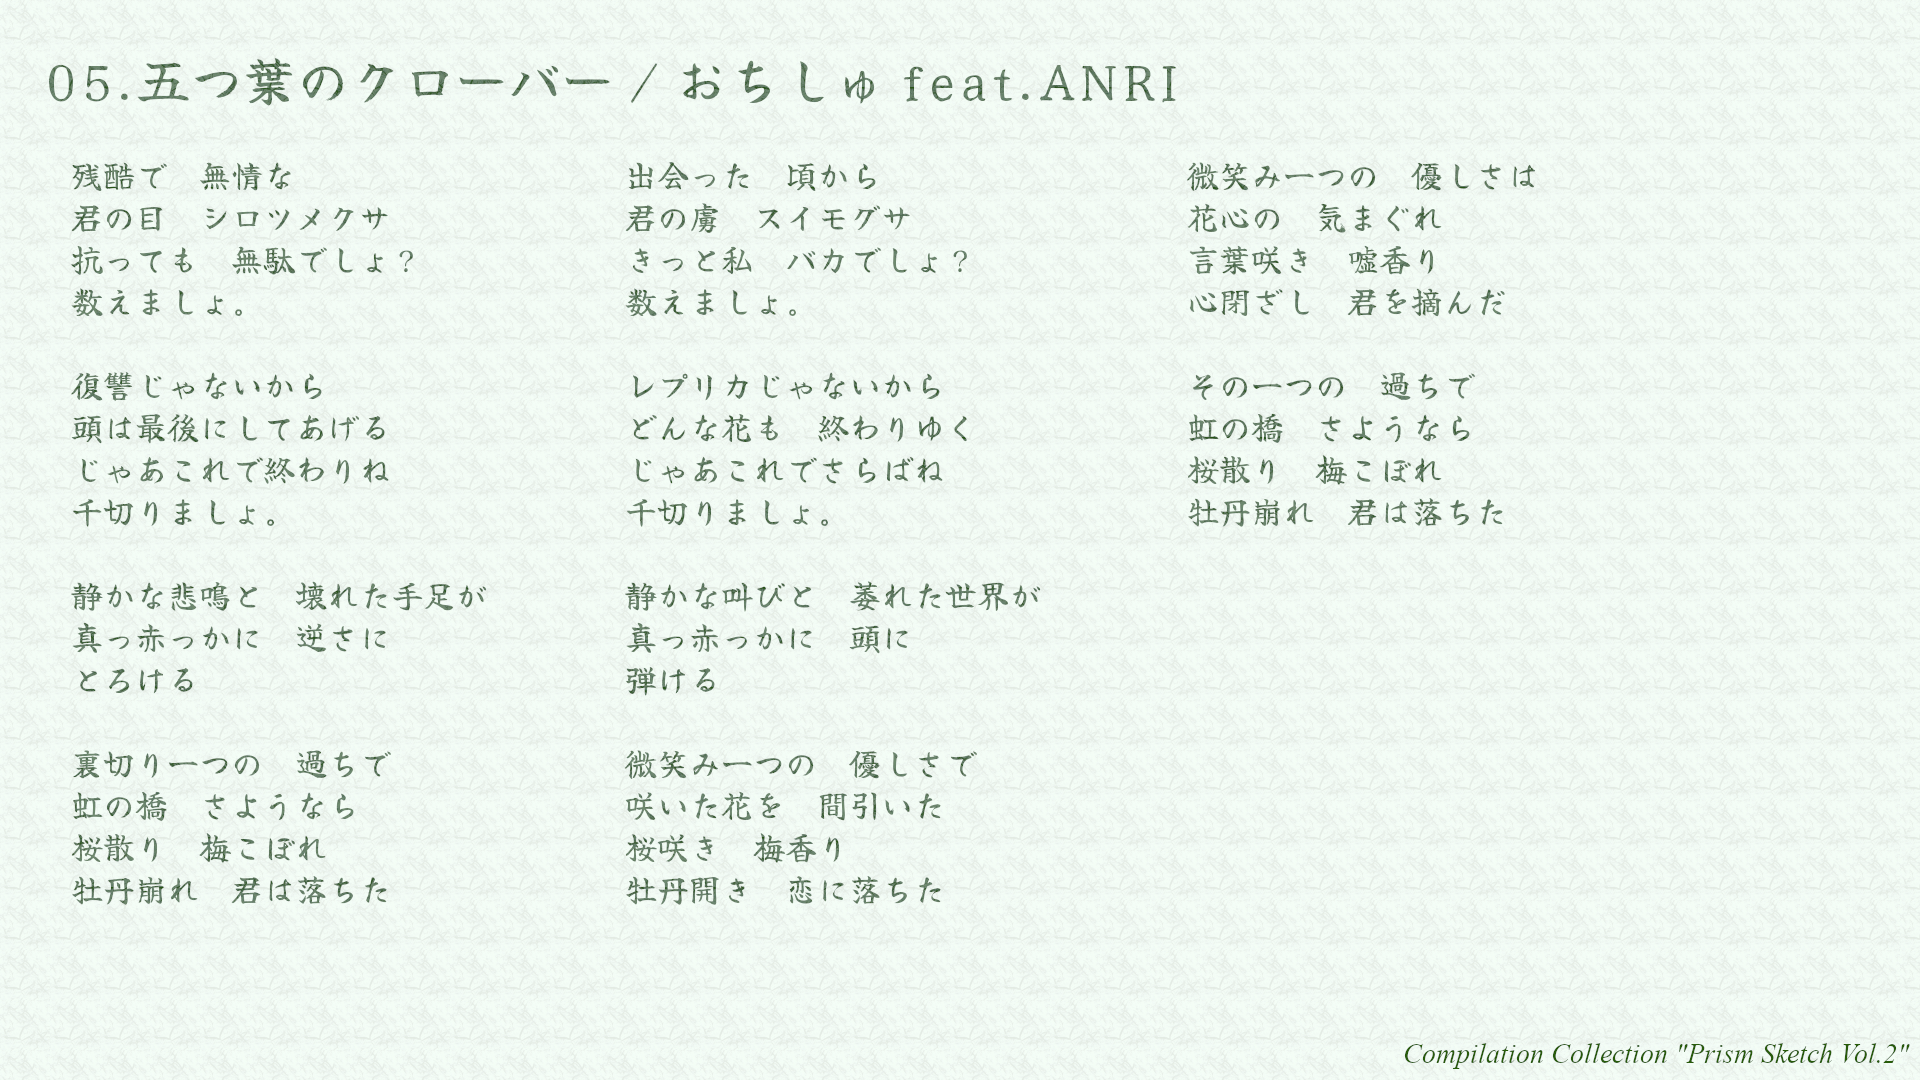 05.五つ葉のクローバー / おちしゅ feat.ANRI
残酷で　無情な
君の目　シロツメクサ
抗っても　無駄でしょ？
数えましょ。
復讐じゃないから
頭は最後にしてあげる
じゃあこれで終わりね
千切りましょ。
静かな悲鳴と　壊れた手足が
真っ赤っかに　逆さに
とろける
裏切り一つの　過ちで
虹の橋　さようなら
桜散り　梅こぼれ
牡丹崩れ　君は落ちた
出会った　頃から
君の虜　スイモグサ
きっと私　バカでしょ？
数えましょ。
レプリカじゃないから
どんな花も　終わりゆく
じゃあこれでさらばね
千切りましょ。
静かな叫びと　萎れた世界が
真っ赤っかに　頭に
弾ける
微笑み一つの　優しさで
咲いた花を　間引いた
桜咲き　梅香り
牡丹開き　恋に落ちた
微笑み一つの　優しさは
花心の　気まぐれ
言葉咲き　嘘香り
心閉ざし　君を摘んだ
その一つの　過ちで
虹の橋　さようなら
桜散り　梅こぼれ
牡丹崩れ　君は落ちた
Compilation Collection "Prism Sketch Vol.2"